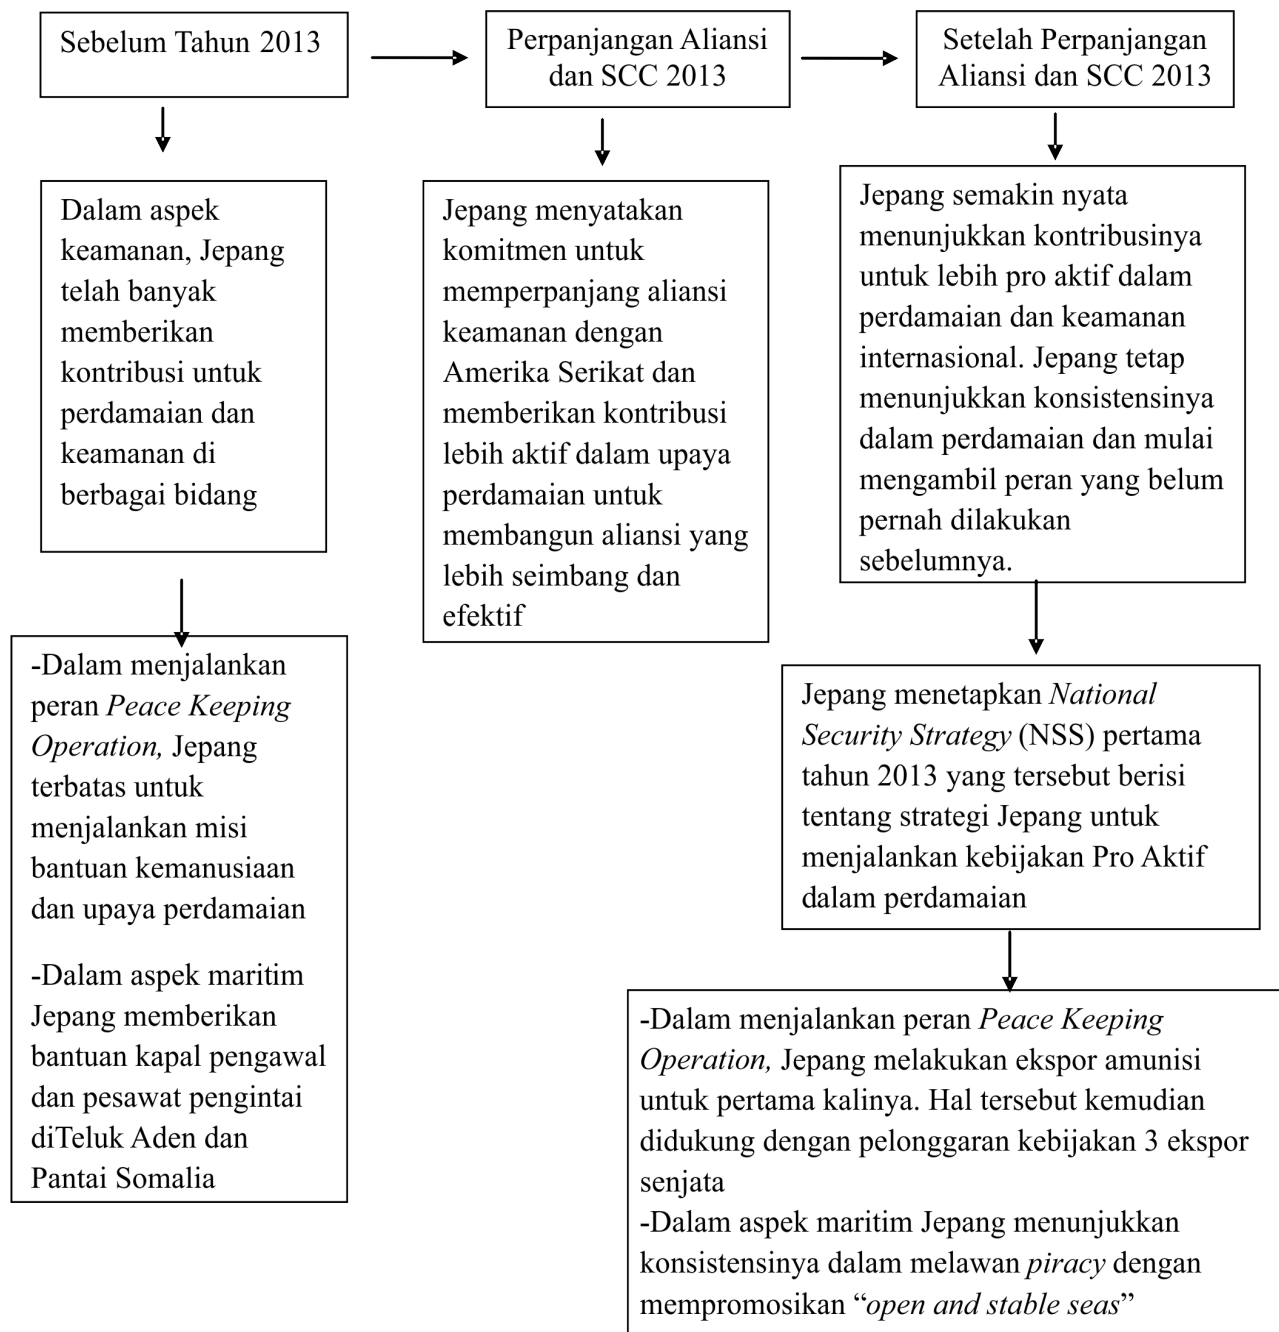 Sebelum Tahun 2013
Perpanjangan Aliansi
dan SCC 2013
Setelah Perpanjangan
Aliansi dan SCC 2013
Dalam aspek
keamanan, Jepang
telah banyak
memberikan
kontribusi untuk
perdamaian dan
keamanan di
berbagai bidang
Jepang menyatakan
komitmen untuk
memperpanjang aliansi
keamanan dengan
Amerika Serikat dan
memberikan kontribusi
lebih aktif dalam upaya
perdamaian untuk
membangun aliansi yang
lebih seimbang dan
efektif
Jepang semakin nyata
menunjukkan kontribusinya
untuk lebih pro aktif dalam
perdamaian dan keamanan
internasional. Jepang tetap
menunjukkan konsistensinya
dalam perdamaian dan mulai
mengambil peran yang belum
pernah dilakukan
sebelumnya.
-Dalam menjalankan
peran Peace Keeping
Operation, Jepang
terbatas untuk
menjalankan misi
bantuan kemanusiaan
dan upaya perdamaian
-Dalam aspek maritim
Jepang memberikan
bantuan kapal pengawal
dan pesawat pengintai
diTeluk Aden dan
Pantai Somalia
Jepang menetapkan National
Security Strategy (NSS) pertama
tahun 2013 yang tersebut berisi
tentang strategi Jepang untuk
menjalankan kebijakan Pro Aktif
dalam perdamaian
-Dalam menjalankan peran Peace Keeping
Operation, Jepang melakukan ekspor amunisi
untuk pertama kalinya. Hal tersebut kemudian
didukung dengan pelonggaran kebijakan 3 ekspor
senjata
-Dalam aspek maritim Jepang menunjukkan
konsistensinya dalam melawan piracy dengan
mempromosikan “open and stable seas”